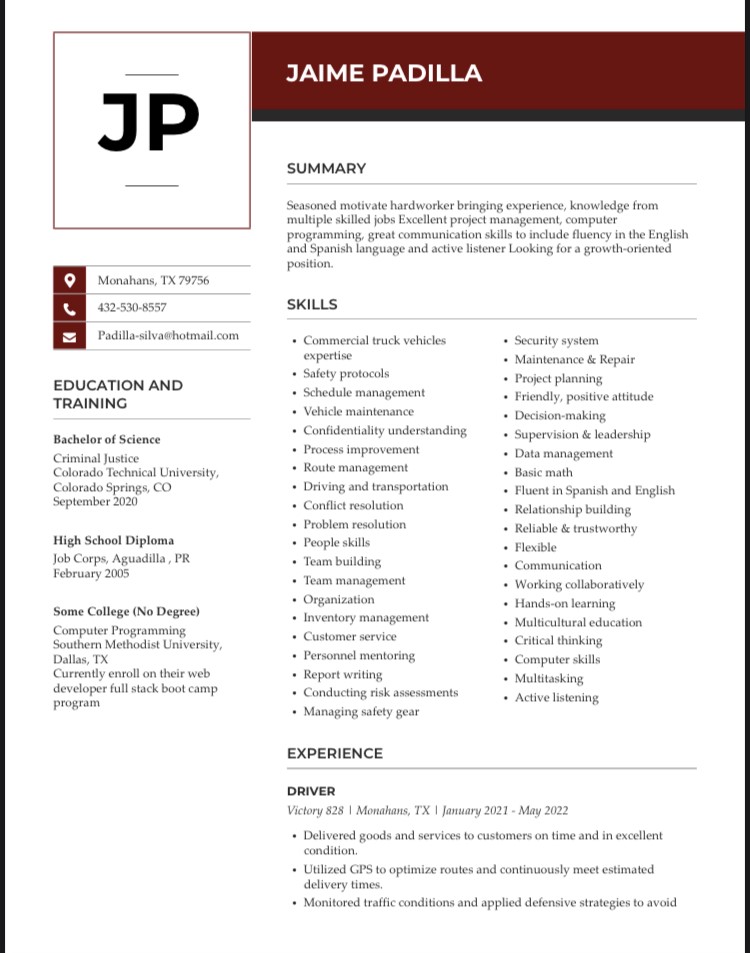 JP
JAIME PADILLA
Monahans, TX 79756
432-530-8557
Padilla-silva@hotmail.com
EDUCATION AND
TRAINING
Bachelor of Science
Criminal Justice
Colorado Technical University,
Colorado Springs, CO
September 2020
High School Diploma
Job Corps, Aguadilla , PR
February 2005
Some College (No Degree)
Computer Programming
Southern Methodist University,
Dallas, TX
Currently enroll on their web
developer full stack boot camp
program
SUMMARY
Seasoned motivate hardworker bringing experience, knowledge from
multiple skilled jobs Excellent project management, computer
programming, great communication skills to include fluency in the English
and Spanish language and active listener Looking for a growth-oriented
position.
SKILLS
• Commercial truck vehicles
expertise
• Safety protocols
• Schedule management
• Vehicle maintenance
• Confidentiality understanding
• Process improvement
• Route management
• Driving and transportation
• Conflict resolution
• Problem resolution
• People skills
• Team building
• Team management
• Organization
• Inventory management
• Customer service
• Personnel mentoring
• Report writing
• Conducting risk assessments
• Managing safety gear
• Security system
• Maintenance & Repair
• Project planning
• Friendly, positive attitude
• Decision-making
• Supervision & leadership
• Data management
• Basic math
• Fluent in Spanish and English
• Relationship building
• Reliable & trustworthy
• Flexible
• Communication
• Working collaboratively
• Hands-on learning
• Multicultural education
• Critical thinking
• Computer skills
• Multitasking
• Active listening
EXPERIENCE
DRIVER
Victory 828 | Monahans, TX | January 2021 - May 2022
• Delivered goods and services to customers on time and in excellent
condition.
• Utilized GPS to optimize routes and continuously meet estimated
delivery times.
• Monitored traffic conditions and applied defensive strategies to avoid